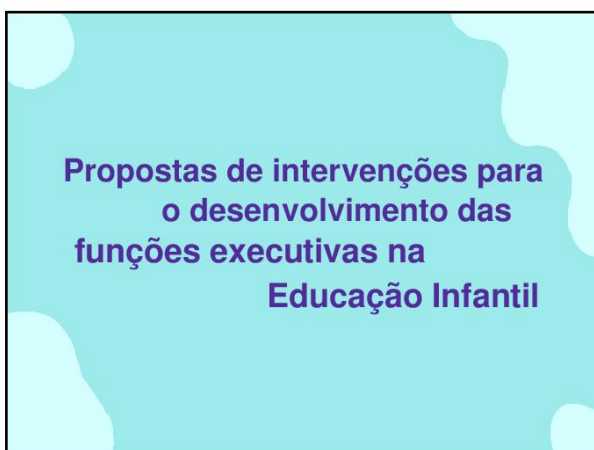 Propostas de intervenções para
o desenvolvimento das
funções executivas na
Educação Infantil